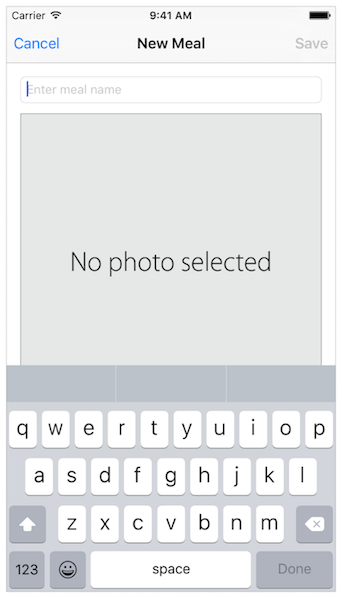 Carrier 9:41 AM
Cancel New Meal Save
Enter meal name
No photo selected
q w e r t y u i o p
a s d f g h j k l
z x c v b n m
123 space Done